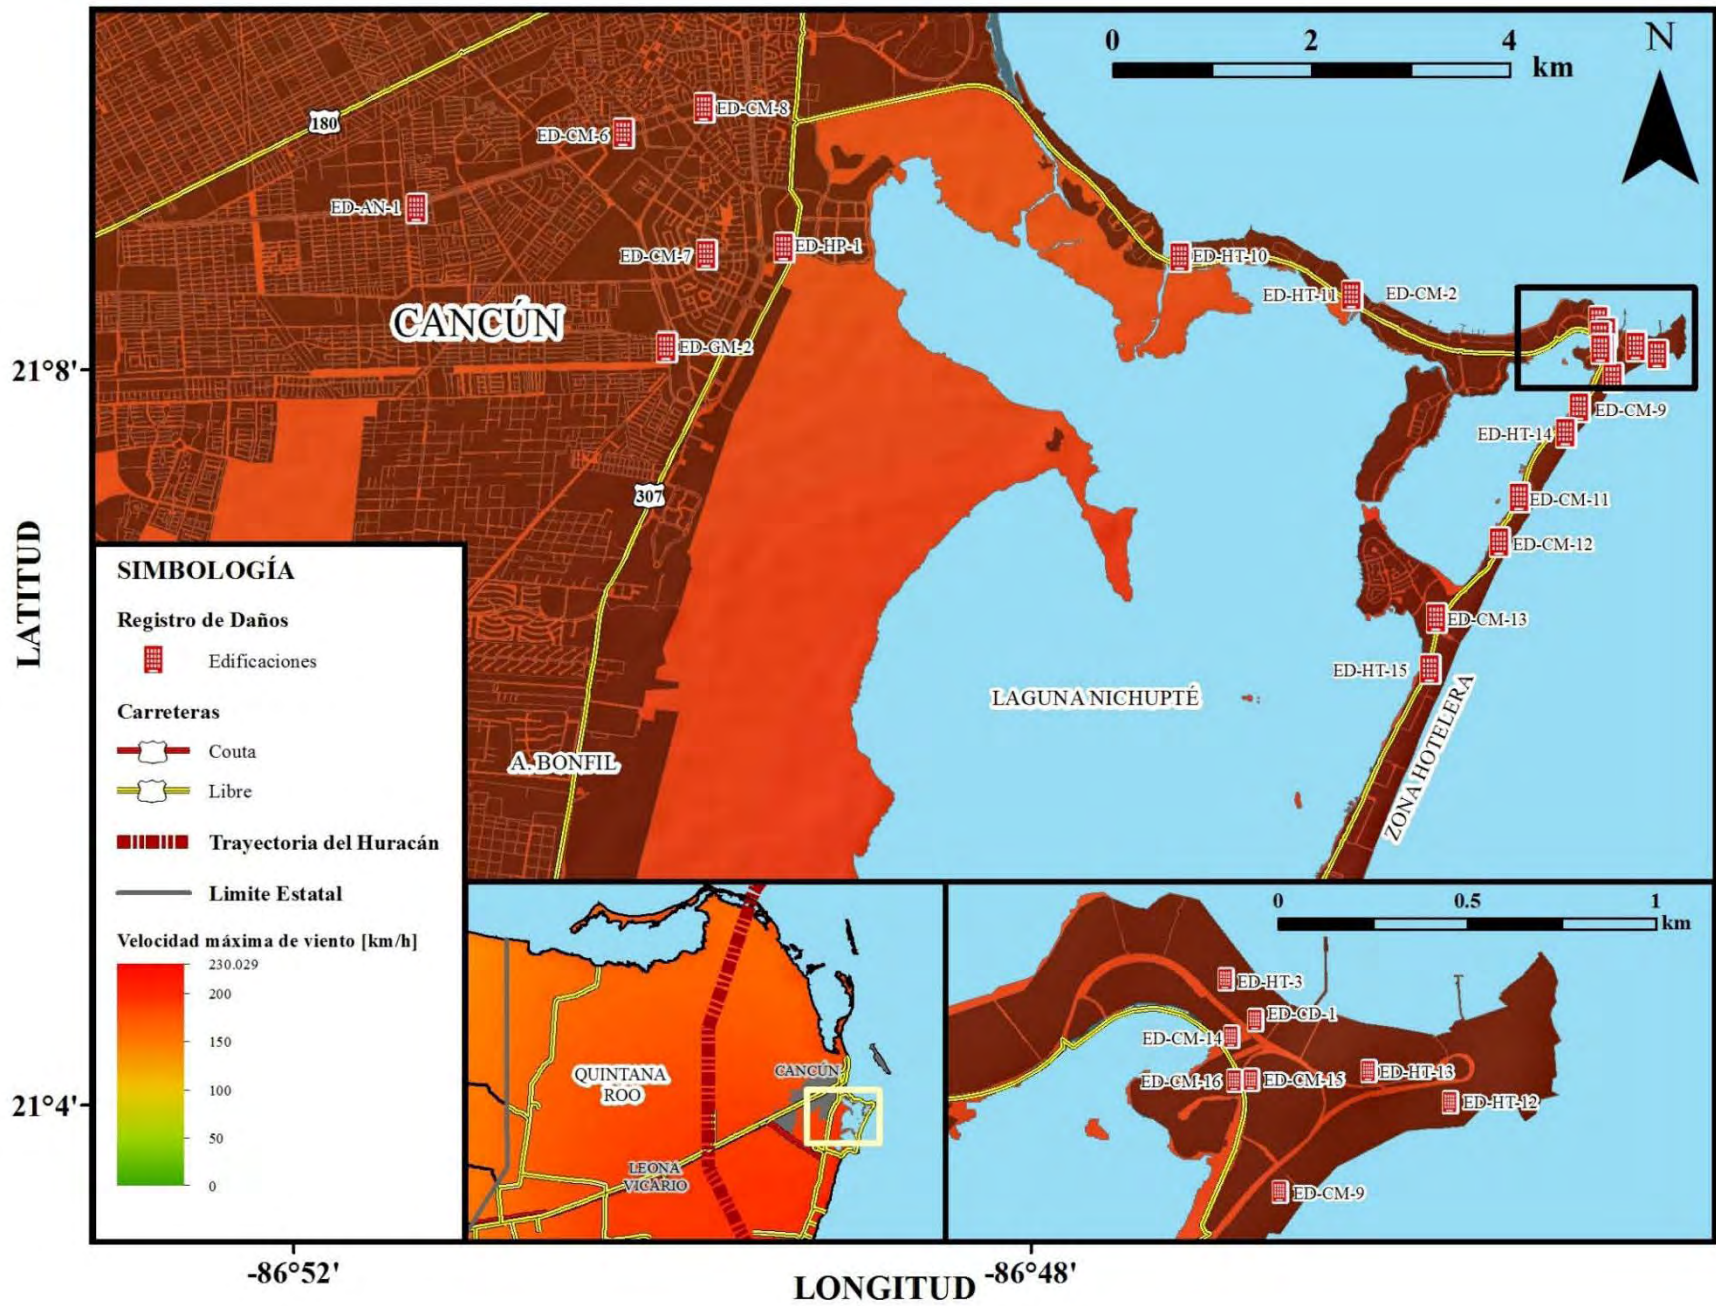 0 2 4
km
N
180
ED-CM-8
ED-CM-6
ED-AN-1
ED-CM-7
ED-HP-1
ED-HT-10
ED-HT-11
ED-CM-2
CANCÚN
ED-GM-2
21°8'
ED-CM-9
ED-HT-14
307
ED-CM-11
ED-CM-12
LATITUD
ED-CM-13
ED-HT-15
LAGUNA NICHUPTÉ
ZONA HOTELERA
A. BONFIL
SIMBOLOGÍA
Registro de Daños
Edificaciones
Carreteras
Couta
Libre
Trayectoria del Huracán
Limite Estatal
Velocidad máxima de viento [km/h]
230.029
200
150
100
50
0
QUINTANA
ROO
CANCÚN
LEONA
VICARIO
0 0.5 1
km
ED-HT-3
ED-CD-1
ED-CM-14
ED-CM-16
ED-CM-15
ED-HT-13
ED-HT-12
ED-CM-9
21°4'
-86°52'
-86°48'
LONGITUD